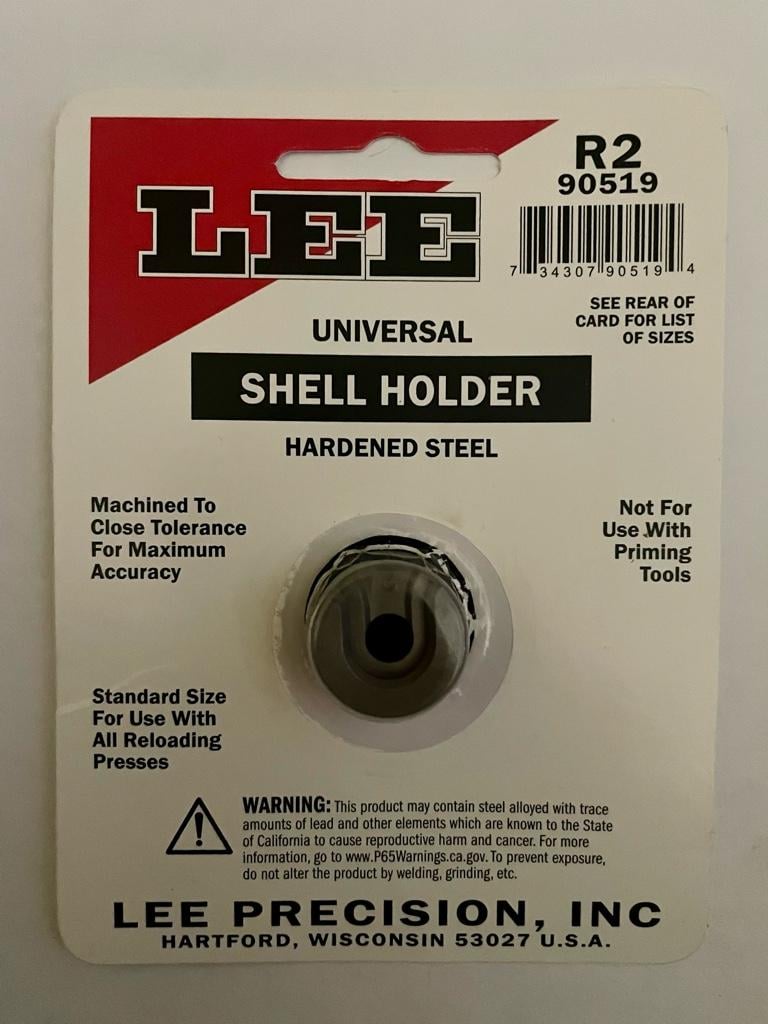 LEE
R2
90519
7 34307 90519 4
SEE REAR OF
CARD FOR LIST
OF SIZES
UNIVERSAL
SHELL HOLDER
HARDENED STEEL
Machined To
Close Tolerance
For Maximum
Accuracy
Not For
Use With
Priming
Tools
Standard Size
For Use With
All Reloading
Presses
WARNING: This product may contain steel alloyed with trace
amounts of lead and other elements which are known to the State
of California to cause reproductive harm and cancer. For more
information, go to www.P65Warnings.ca.gov. To prevent exposure,
do not alter the product by welding, grinding, etc.
LEE PRECISION, INC
HARTFORD, WISCONSIN 53027 U.S.A.